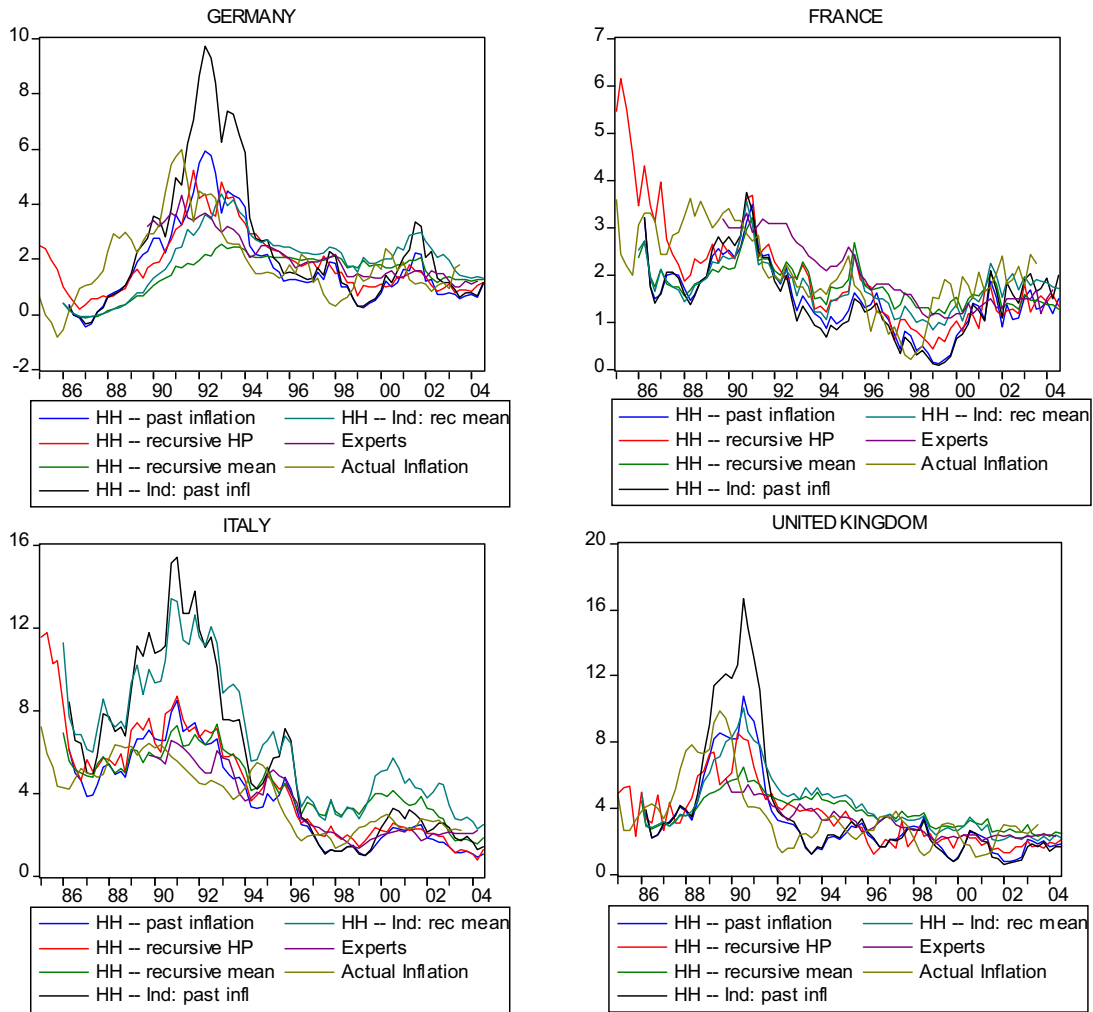 GERMANY
10
8
6
4
2
0
-2
86 88 90 92 94 96 98 00 02 04
HH -- past inflation
HH -- recursive HP
HH -- recursive mean
HH -- Ind: past infl
HH -- Ind: rec mean
Experts
Actual Inflation
FRANCE
7
6
5
4
3
2
1
0
86 88 90 92 94 96 98 00 02 04
HH -- past inflation
HH -- recursive HP
HH -- recursive mean
HH -- Ind: past infl
HH -- Ind: rec mean
Experts
Actual Inflation
ITALY
16
12
8
4
0
86 88 90 92 94 96 98 00 02 04
HH -- past inflation
HH -- recursive HP
HH -- recursive mean
HH -- Ind: past infl
HH -- Ind: rec mean
Experts
Actual Inflation
UNITED KINGDOM
20
16
12
8
4
0
86 88 90 92 94 96 98 00 02 04
HH -- past inflation
HH -- recursive HP
HH -- recursive mean
HH -- Ind: past infl
HH -- Ind: rec mean
Experts
Actual Inflation